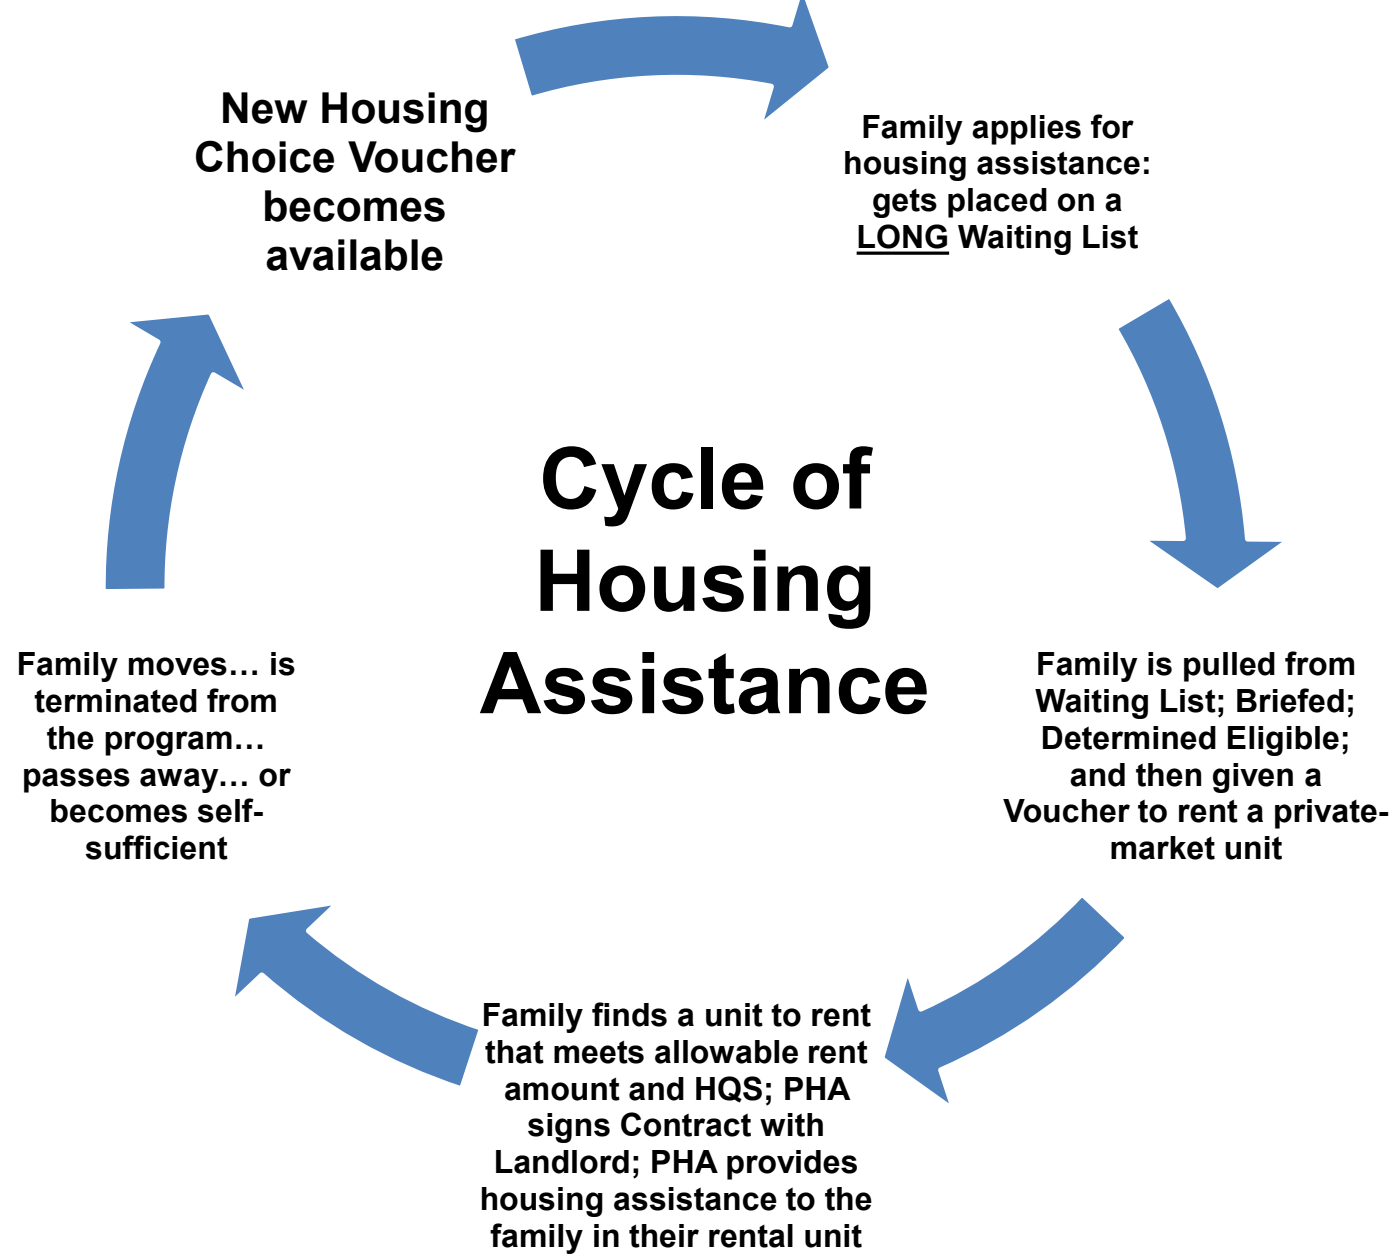 New Housing
Choice Voucher
becomes
available
Family applies for
housing assistance:
gets placed on a
LONG Waiting List
Cycle of
Housing
Assistance
Family is pulled from
Waiting List; Briefed;
Determined Eligible;
and then given a
Voucher to rent a private-
market unit
Family finds a unit to rent
that meets allowable rent
amount and HQS; PHA
signs Contract with
Landlord; PHA provides
housing assistance to the
family in their rental unit
Family moves… is
terminated from
the program…
passes away… or
becomes self-
sufficient